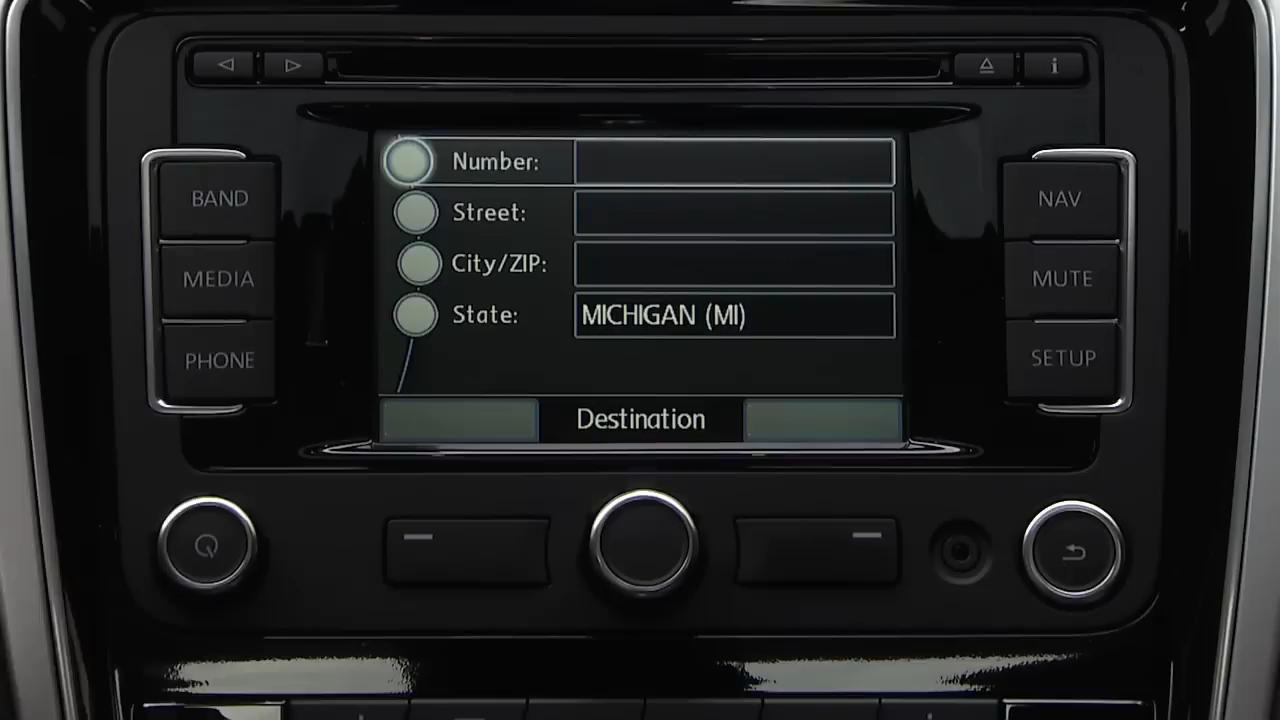 i
BAND
MEDIA
PHONE
Number:
Street:
City/ZIP:
State: MICHIGAN (MI)
Destination
NAV
MUTE
SETUP